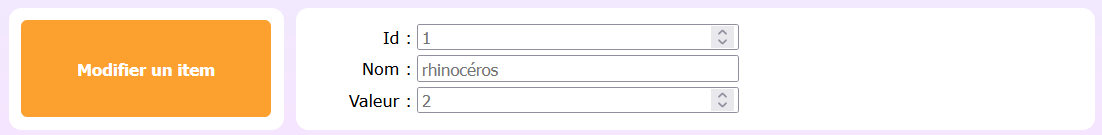 Modifier un item
Id : 1
Nom : rhinocéros
Valeur : 2